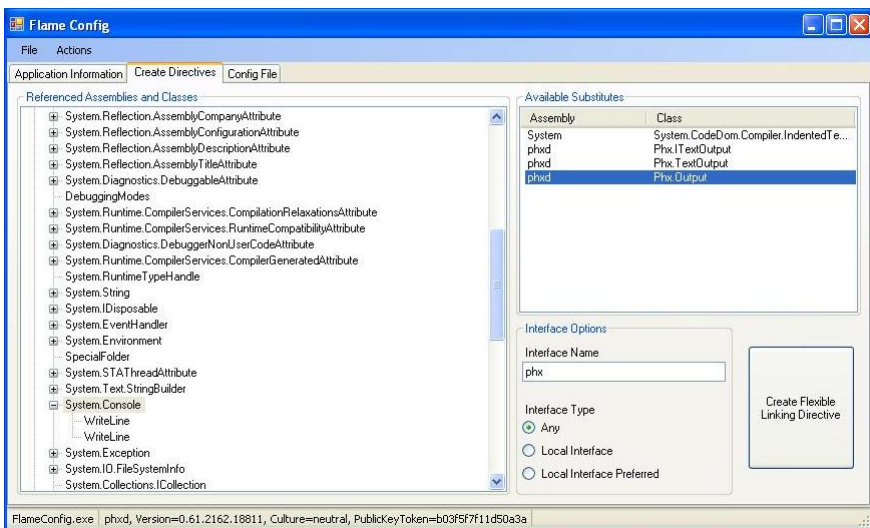 Flame Config
File Actions
Application Information Create Directives Config File
Referenced Assemblies and Classes
System.Reflection.AssemblyCompanyAttribute
System.Reflection.AssemblyConfigurationAttribute
System.Reflection.AssemblyDescriptionAttribute
System.Reflection.AssemblyTitleAttribute
System.Diagnostics.DebuggableAttribute
DebuggingModes
System.Runtime.CompilerServices.CompilationRelaxationsAttribute
System.Runtime.CompilerServices.RuntimeCompatibilityAttribute
System.Diagnostics.DebuggerNonUserCodeAttribute
System.Runtime.CompilerServices.CompilerGeneratedAttribute
System.RuntimeTypeHandle
System.String
System.IDisposable
System.EventHandler
System.Environment
SpecialFolder
System.STAThreadAttribute
System.Text.StringBuilder
System.Console
WriteLine
WriteLine
System.Exception
System.IO.FileSystemInfo
System.Collections.ICollection
Available Substitutes
Assembly Class
System System.CodeDom.Compiler.IndentedTe...
phxd Phx.ITextOutput
phxd Phx.TextOutput
phxd Phx.Output
Interface Options
Interface Name
phx
Interface Type
Any
Local Interface
Local Interface Preferred
Create Flexible
Linking Directive
FlameConfig.exe phxd, Version=0.61.2162.18811, Culture=neutral, PublicKeyToken=b03f5f7f11d50a3a